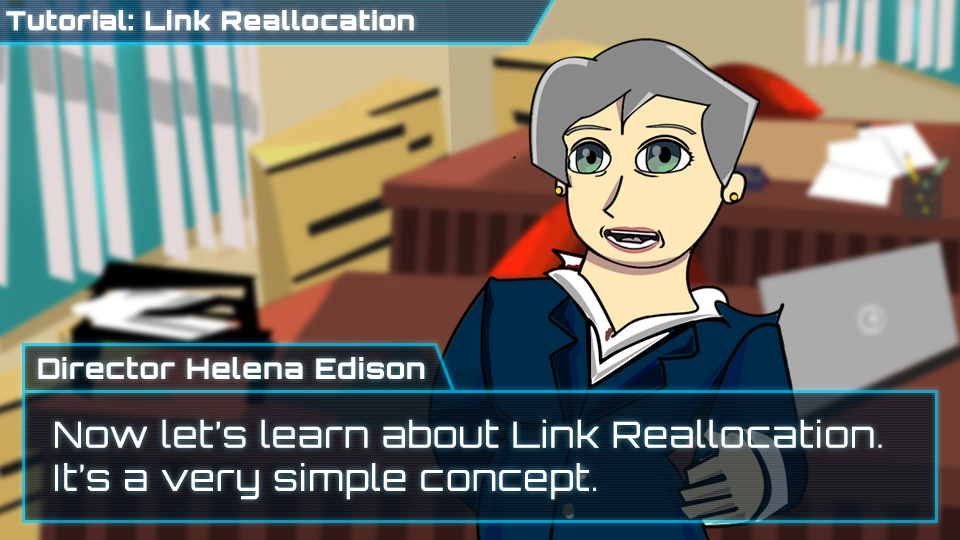 Tutorial: Link Reallocation
Director Helena Edison
Now let's learn about Link Reallocation.
It's a very simple concept.